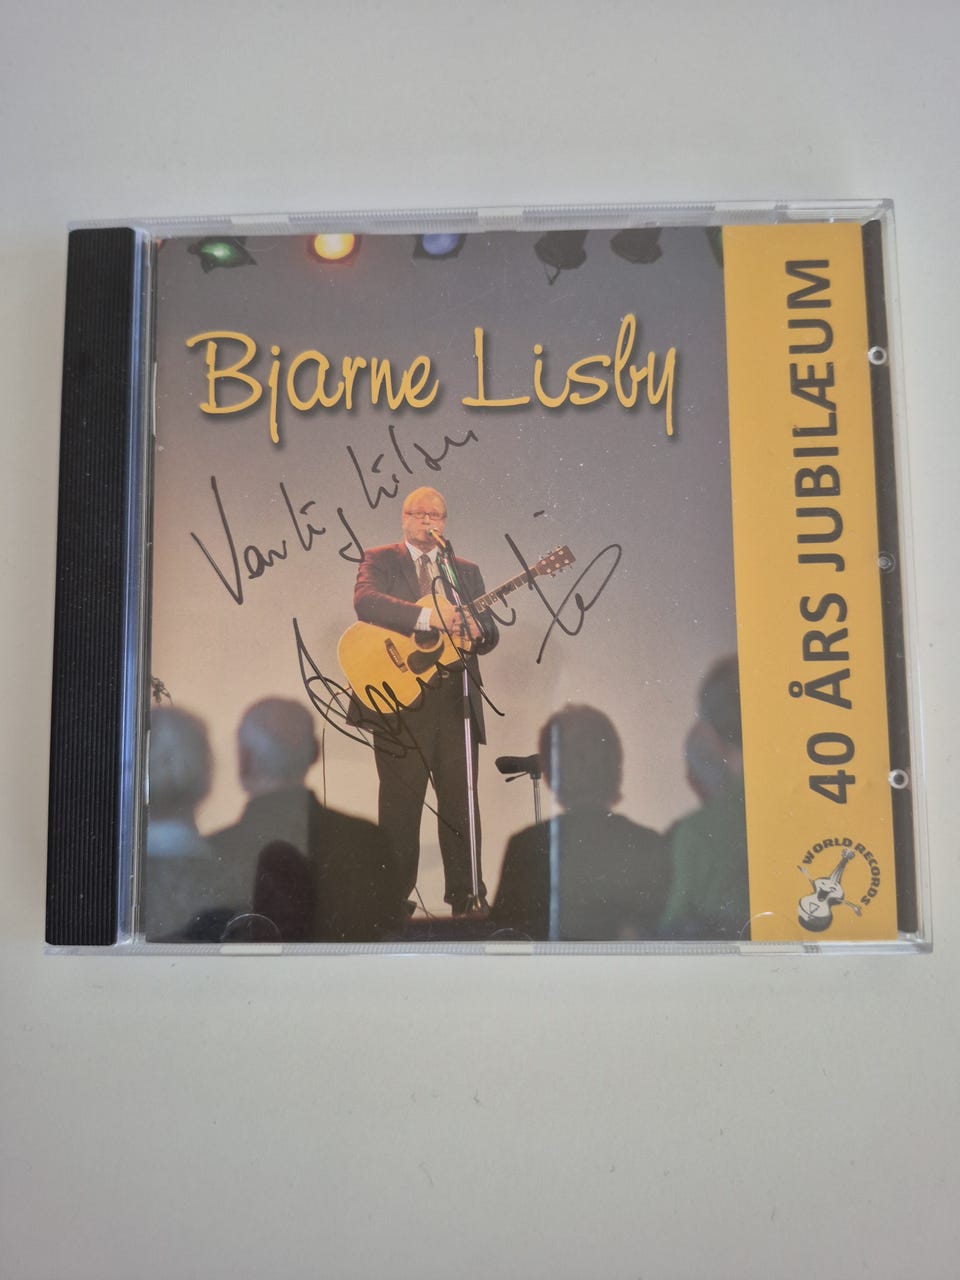 Bjarne Lisby
Venlig hilsen
40 ÅRS JUBILÆUM
WORLD RECORDS